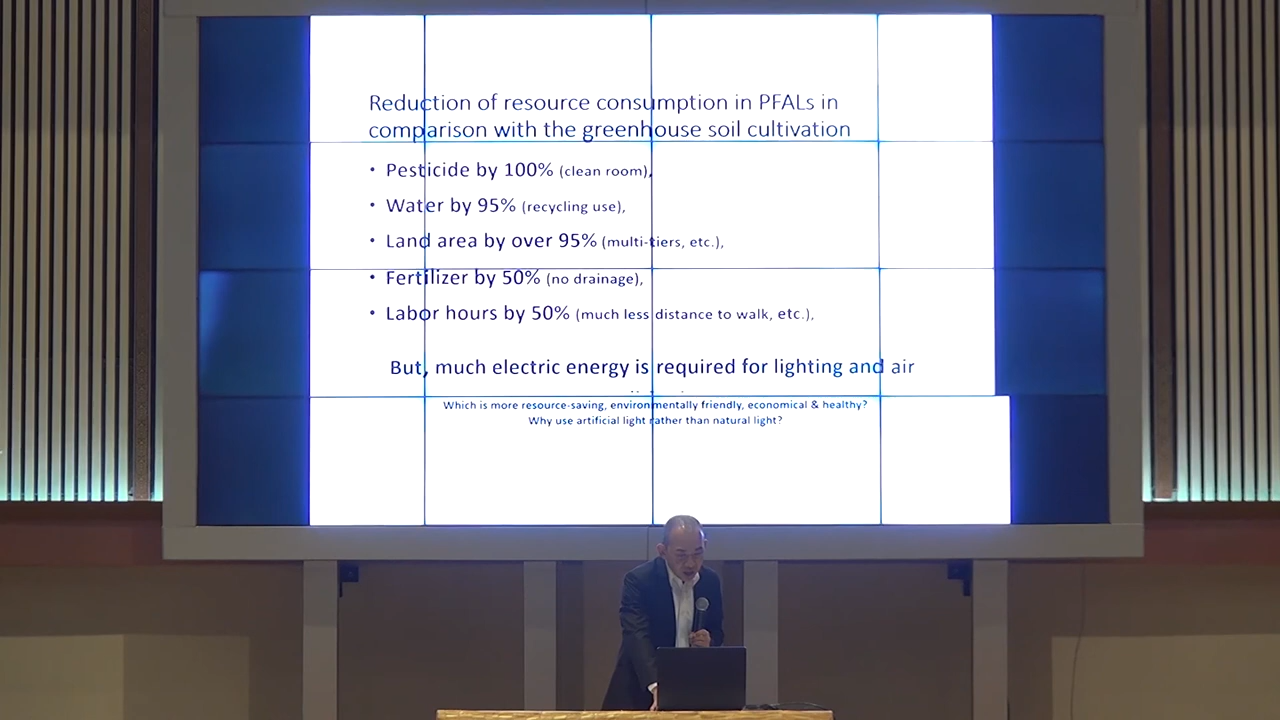 Reduction of resource consumption in PFALs in
comparison with the greenhouse soil cultivation
• Pesticide by 100% (clean room),
• Water by 95% (recycling use),
• Land area by over 95% (multi-tiers, etc.),
• Fertilizer by 50% (no drainage),
• Labor hours by 50% (much less distance to walk, etc.),
But, much electric energy is required for lighting and air
Which is more resource-saving, environmentally friendly, economical & healthy?
Why use artificial light rather than natural light?